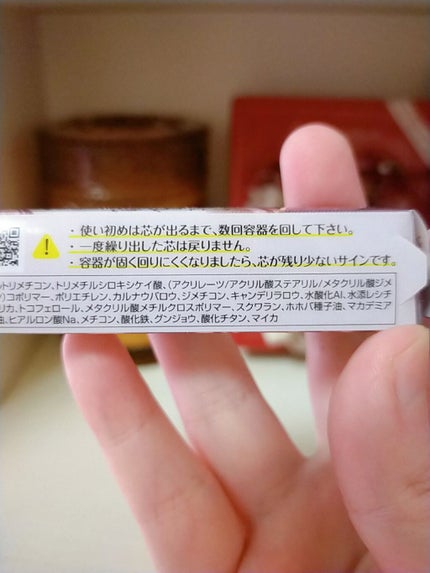 ・使い初めは芯が出るまで、数回容器を回して下さい。
・一度繰り出した芯は戻りません。
・容器が固く回りにくくなりましたら、芯が残り少ないサインです。
トリメチコン、トリメチルシロキシケイ酸、(アクリレーツ/アクリル酸ステアリル/メタクリル酸ジメ
コポリマー、ポリエチレン、カルナウバロウ、ジメチコン、キャンデリラロウ、水酸化Al、水添レシチ
リカ、トコフェロール、メタクリル酸メチルクロスポリマー、スクワラン、ホホバ種子油、マカデミア
油、ヒアルロン酸Na、メチコン、酸化鉄、グンジョウ、酸化チタン、マイカ